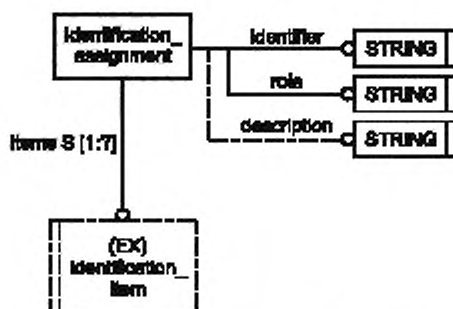 identification_
assignment
identifier
STRING
role
STRING
description
STRING
items S [1:?]
(EX)
identification_
item